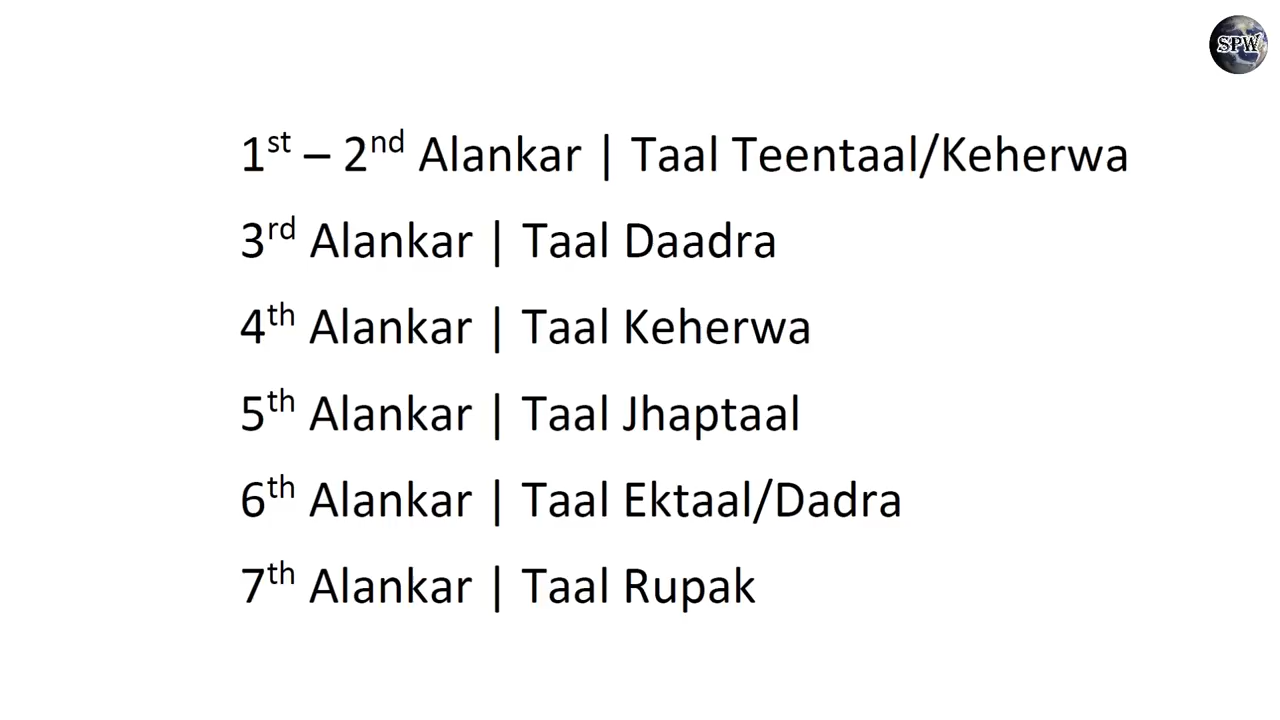 SPW
1st – 2nd Alankar | Taal Teentaal/Keherwa
3rd Alankar | Taal Daadra
4th Alankar | Taal Keherwa
5th Alankar | Taal Jhaptaal
6th Alankar | Taal Ektaal/Dadra
7th Alankar | Taal Rupak